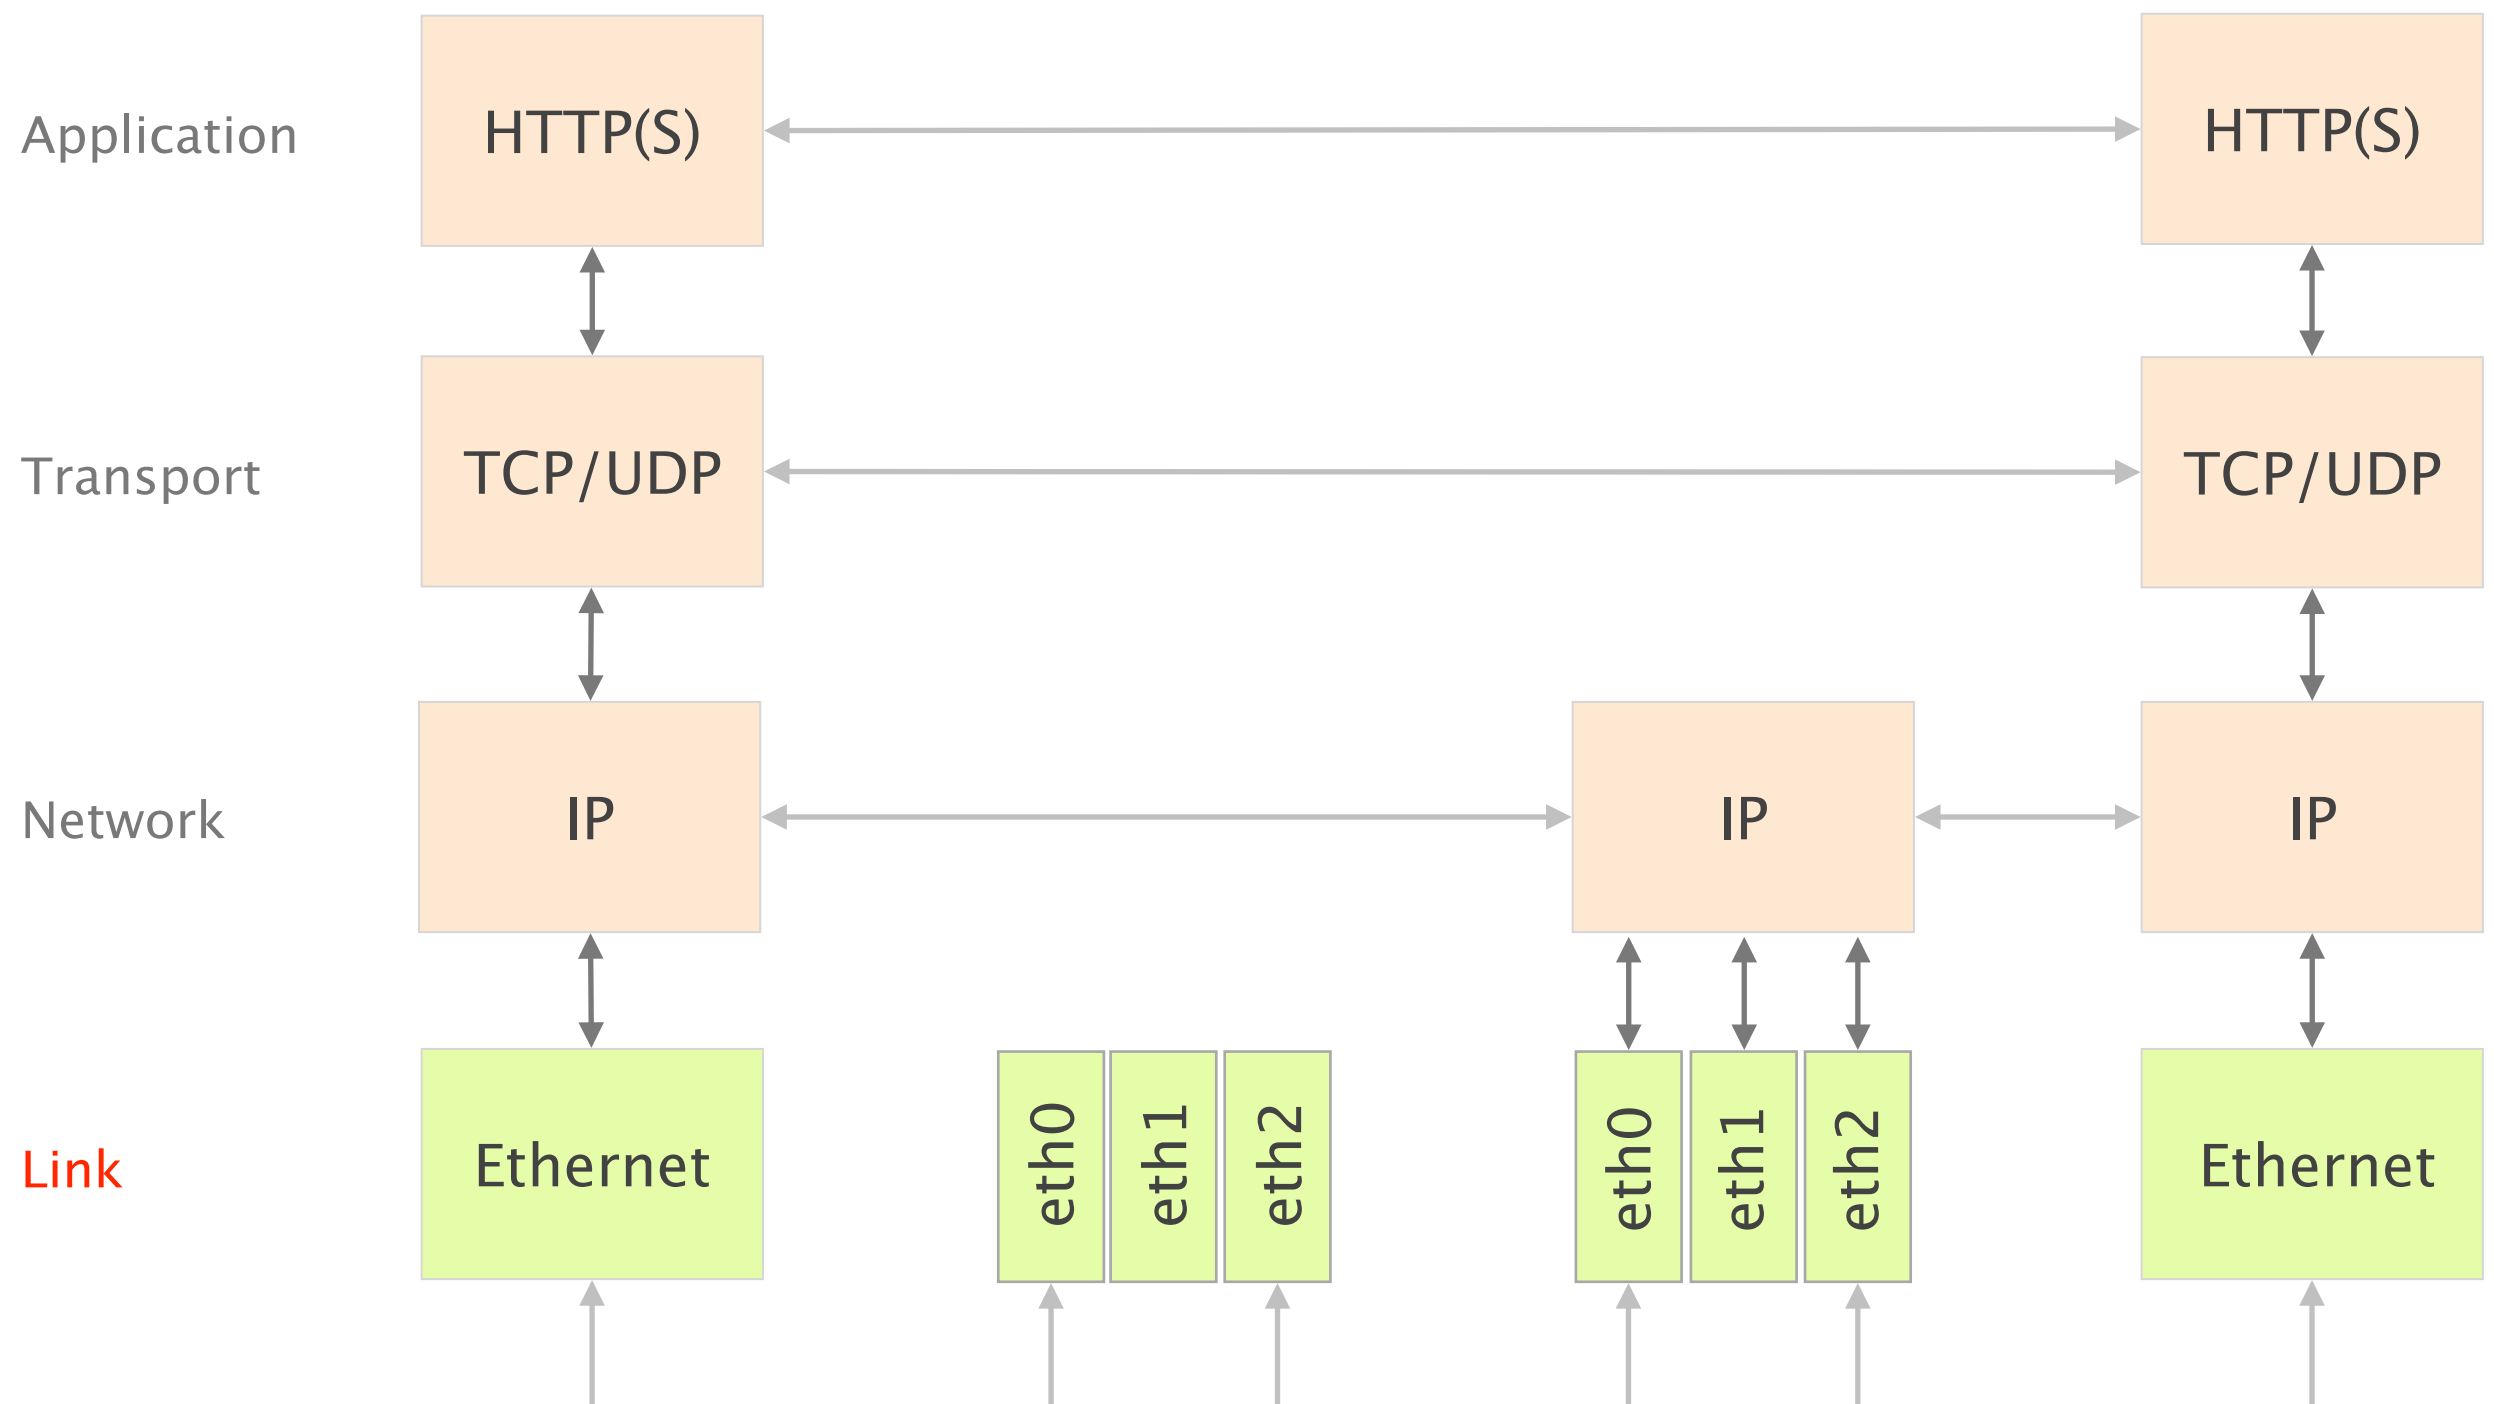 Application
HTTP(S)
HTTP(S)
Transport
TCP/UDP
TCP/UDP
Network
IP
IP
IP
Link
Ethernet
eth0
eth1
eth2
eth0
eth1
eth2
Ethernet